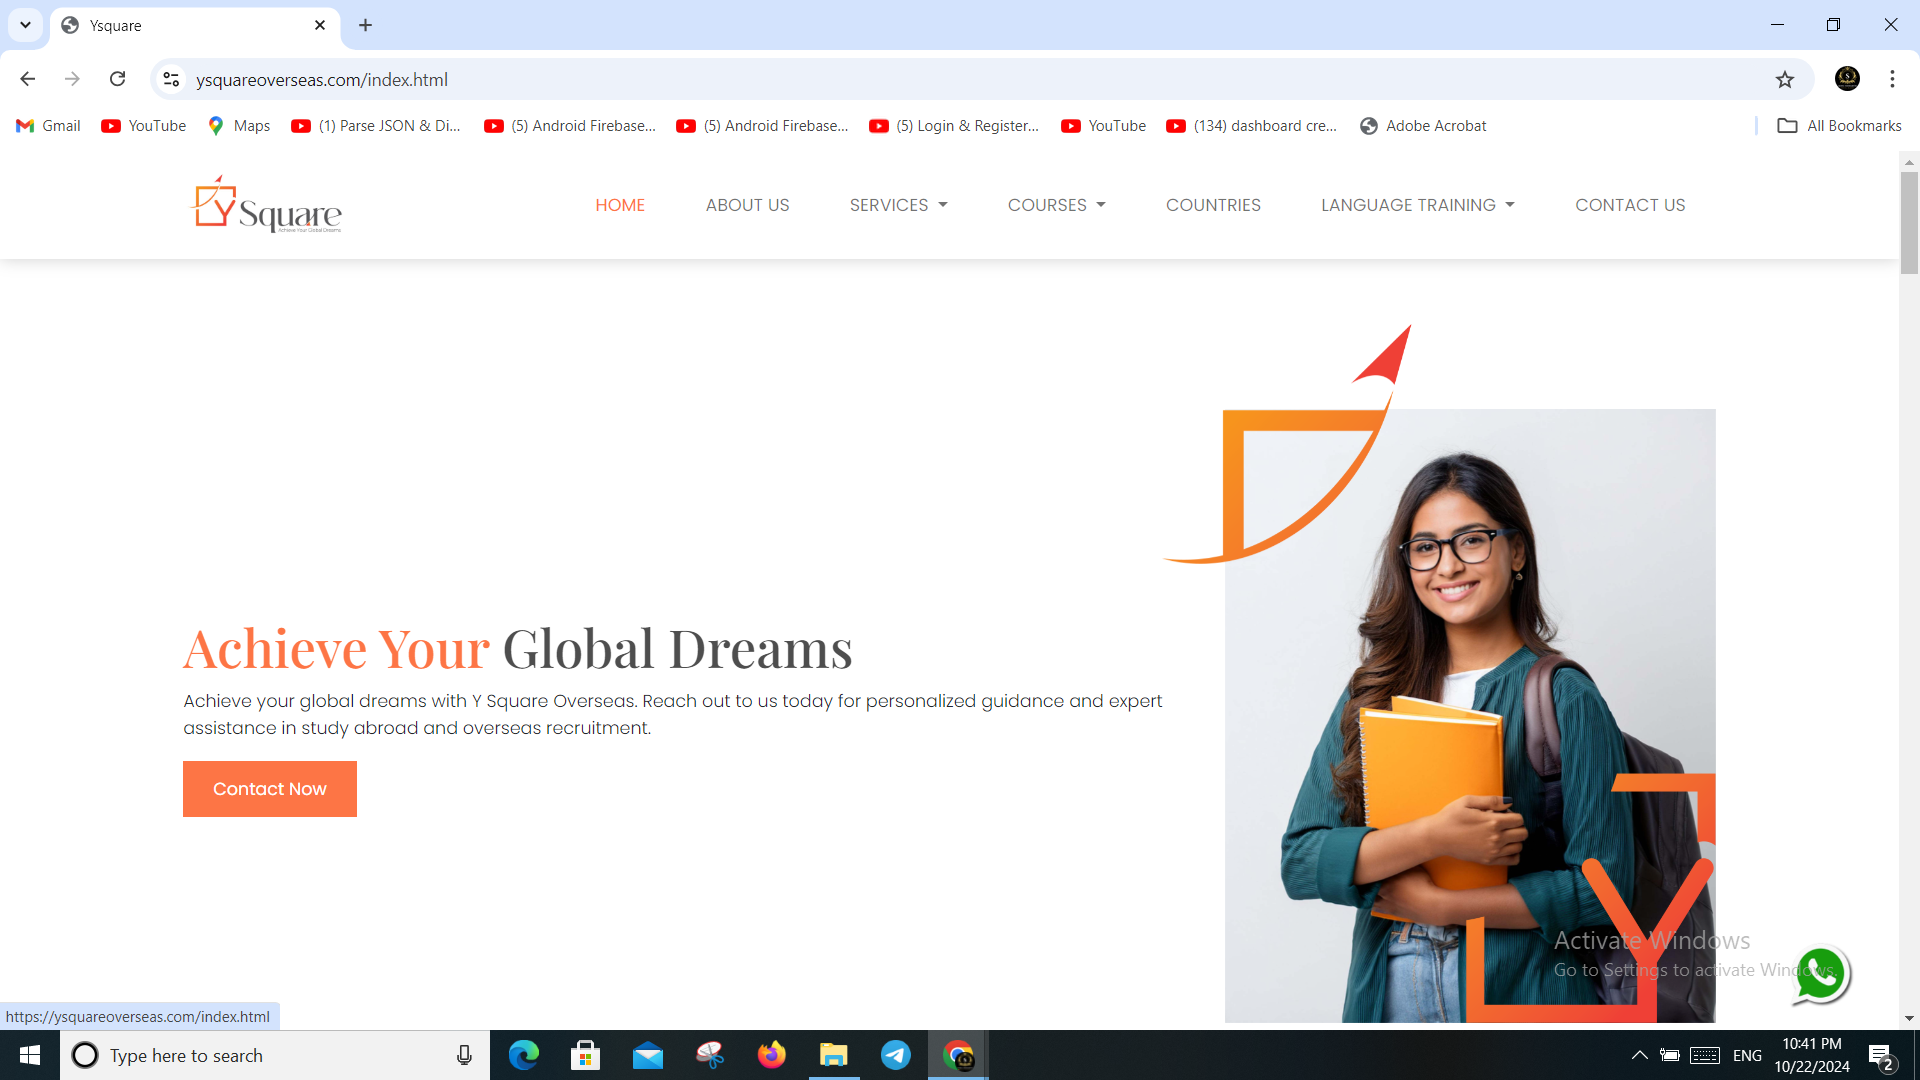 Ysquare
ysquareoverseas.com/index.html
Gmail
YouTube
Maps
(1) Parse JSON & Di...
(5) Android Firebase...
(5) Android Firebase...
(5) Login & Register...
YouTube
(134) dashboard cre...
Adobe Acrobat
All Bookmarks
Y Square
Achieve Your Global Dreams
HOME
ABOUT US
SERVICES
COURSES
COUNTRIES
LANGUAGE TRAINING
CONTACT US
Achieve Your Global Dreams
Achieve your global dreams with Y Square Overseas. Reach out to us today for personalized guidance and expert
assistance in study abroad and overseas recruitment.
Contact Now
Y
Activate Windows
Go to Settings to activate Windows.
https://ysquareoverseas.com/index.html
Type here to search
ENG
10:41 PM
10/22/2024
2